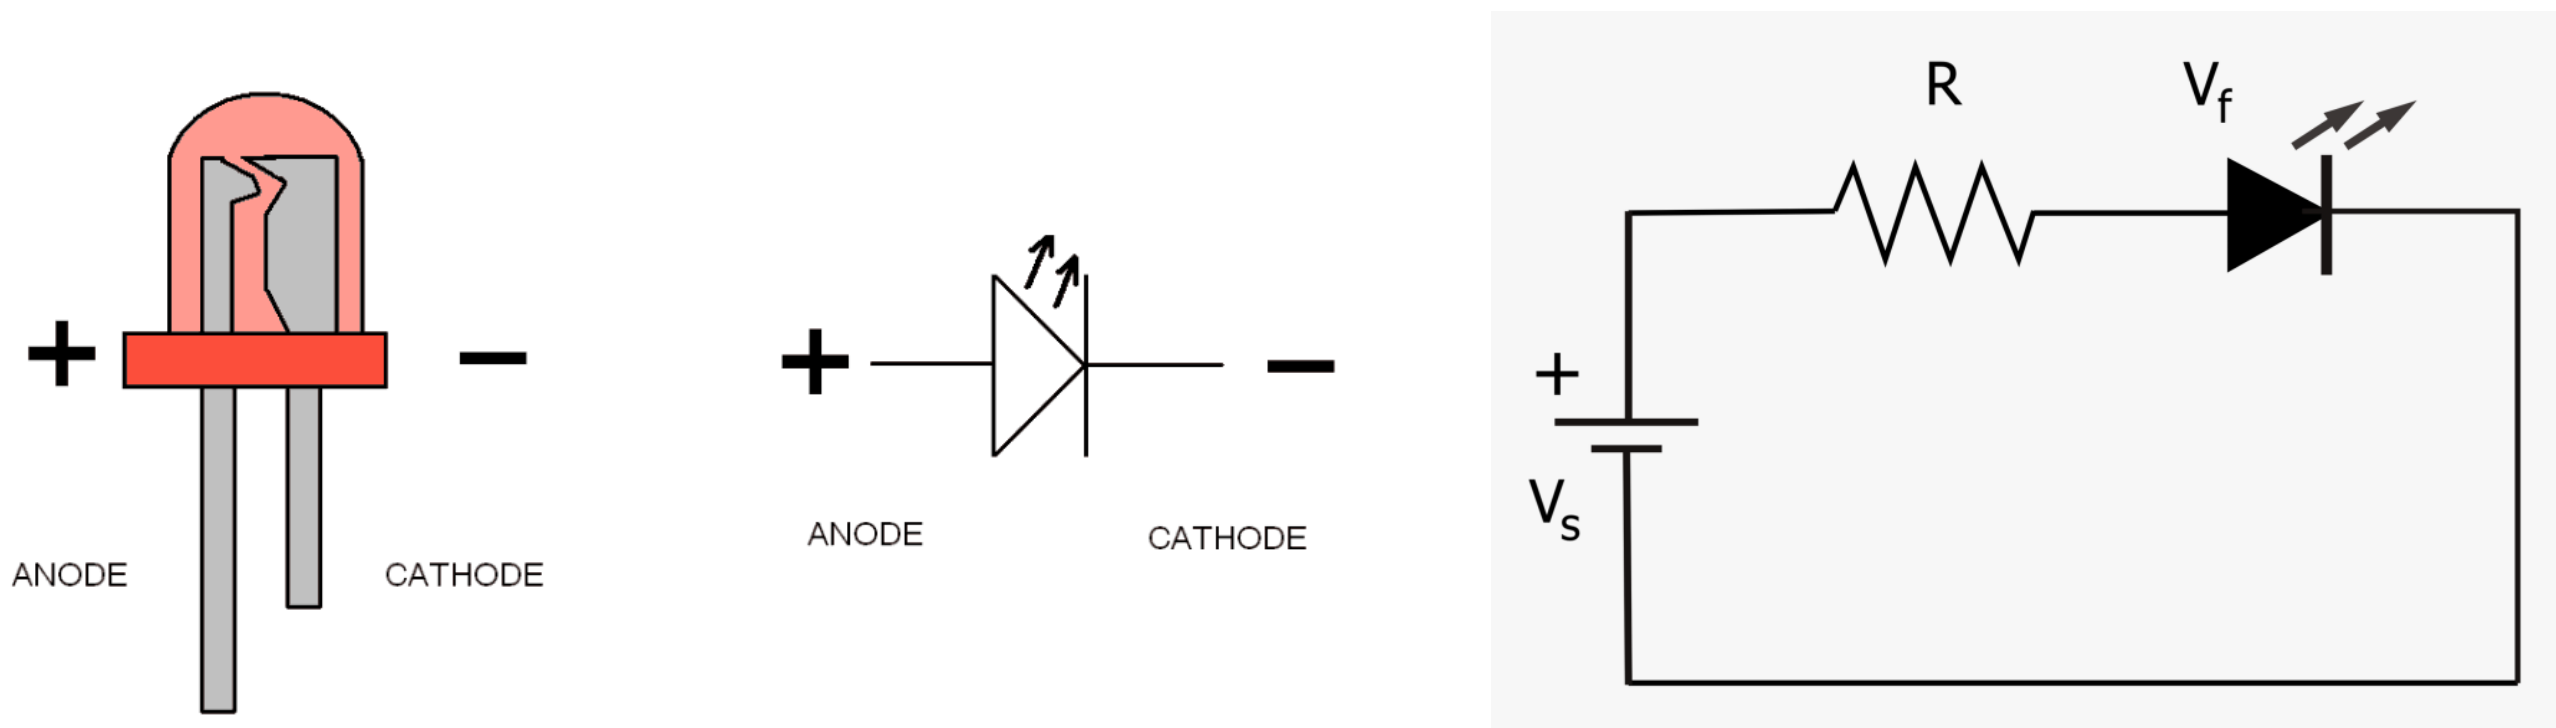 +
−
ANODE
CATHODE
+
−
ANODE
CATHODE
R
Vf
+
Vs